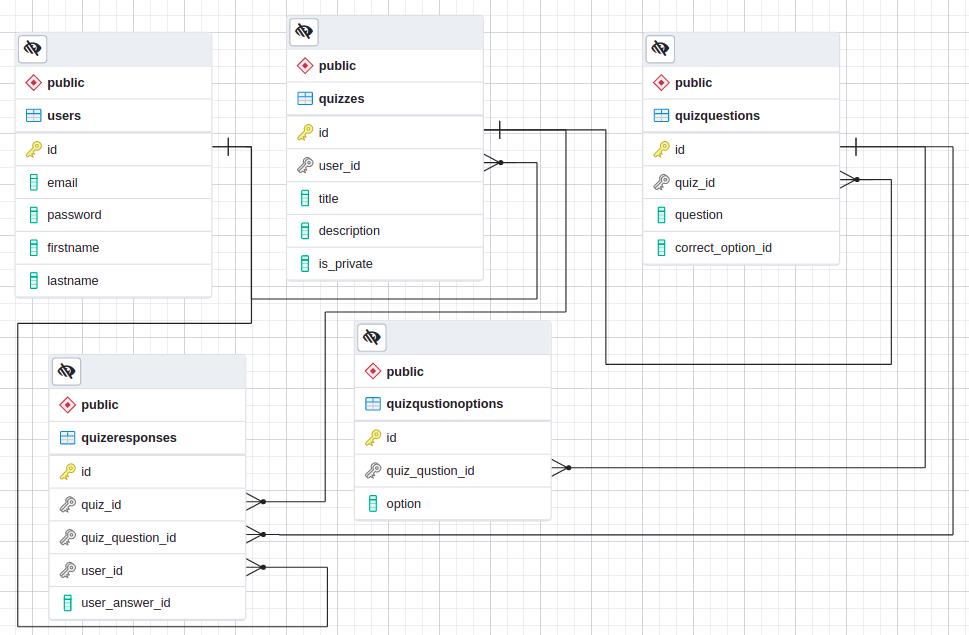 public
users
id
email
password
firstname
lastname
public
quizzes
id
user_id
title
description
is_private
public
quizquestions
id
quiz_id
question
correct_option_id
public
quizeresponses
id
quiz_id
quiz_question_id
user_id
user_answer_id
public
quizqustionoptions
id
quiz_qustion_id
option